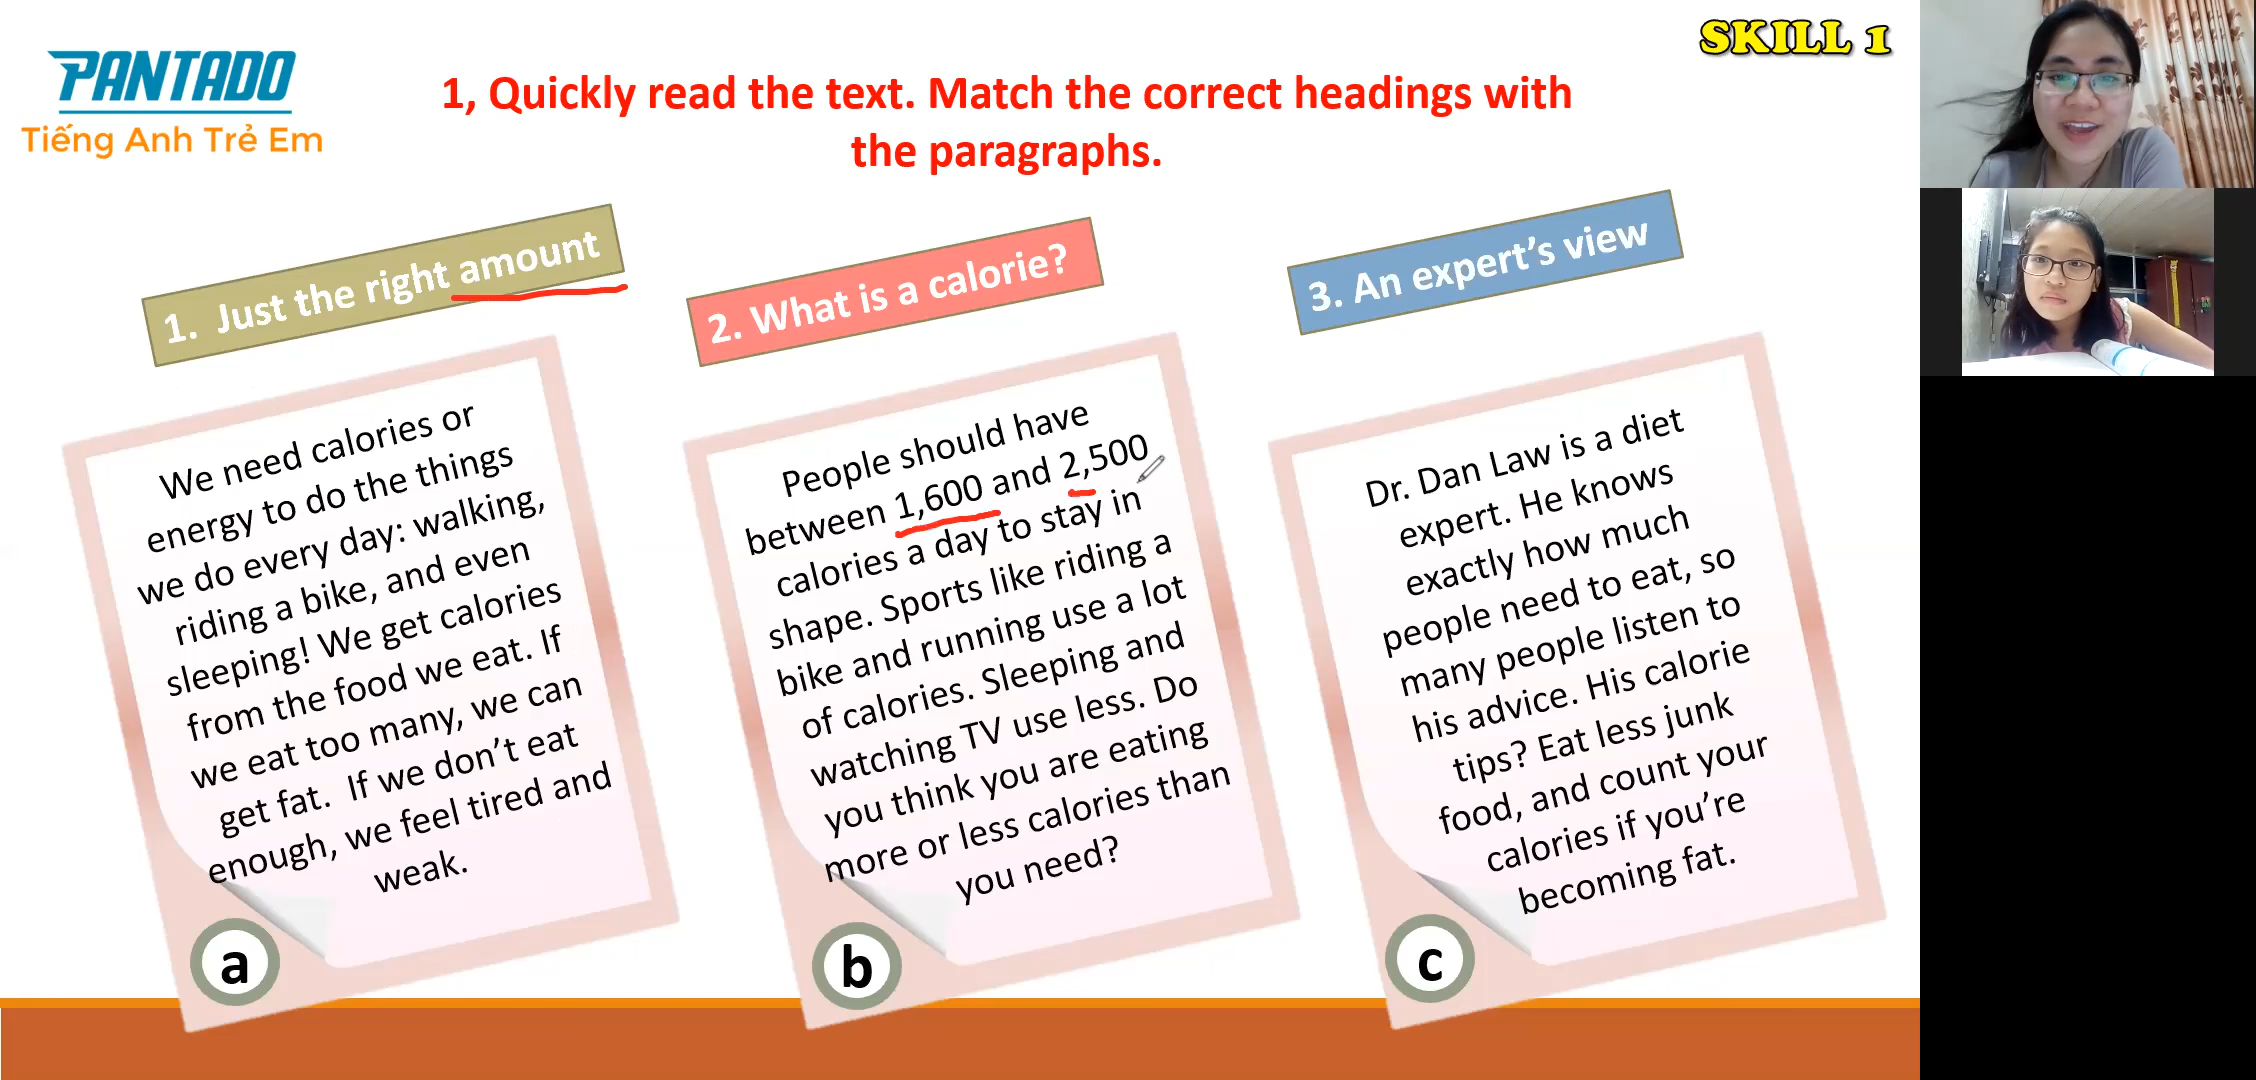 SKILL 1
PANTADO
Tiếng Anh Trẻ Em
1, Quickly read the text. Match the correct headings with
the paragraphs.
1. Just the right amount
2. What is a calorie?
3. An expert's view
We need calories or
energy to do the things
we do every day: walking,
riding a bike, and even
sleeping! We get calories
from the food we eat. If
we eat too many, we can
get fat. If we don't eat
enough, we feel tired and
weak.
a
People should have
between 1,600 and 2,500
calories a day to stay in
shape. Sports like riding a
bike and running use a lot
of calories. Sleeping and
watching TV use less. Do
you think you are eating
more or less calories than
you need?
b
Dr. Dan Law is a diet
expert. He knows
exactly how much
people need to eat, so
many people listen to
his advice. His calorie
tips? Eat less junk
food, and count your
calories if you're
becoming fat.
c